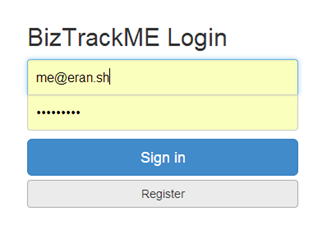 BizTrackME Login
me@eran.sh
•••••••••
Sign in
Register